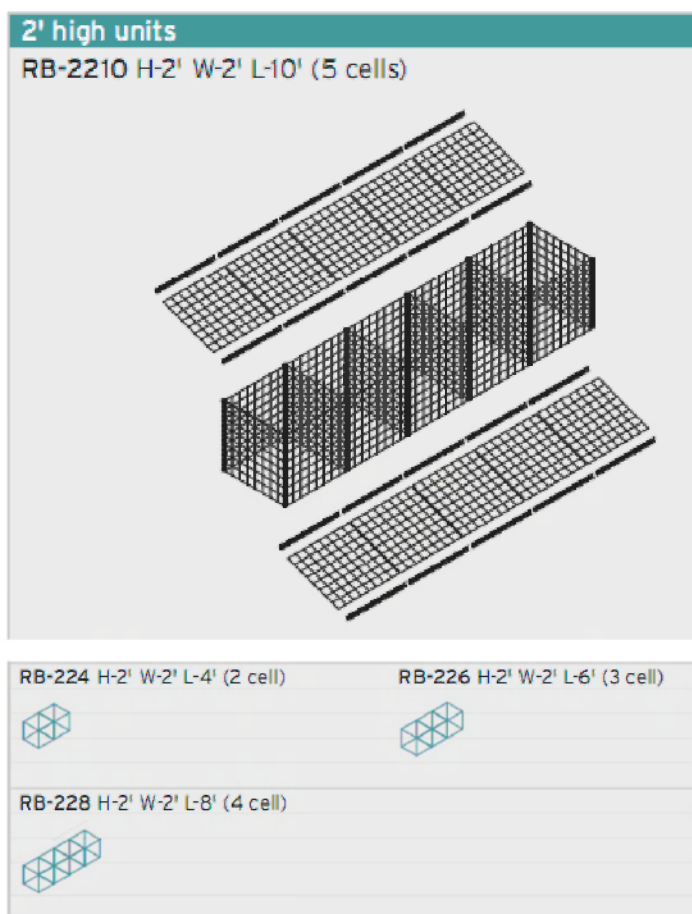 2' high units
RB-2210 H-2' W-2' L-10' (5 cells)
RB-224 H-2' W-2' L-4' (2 cell)
RB-226 H-2' W-2' L-6' (3 cell)
RB-228 H-2' W-2' L-8' (4 cell)